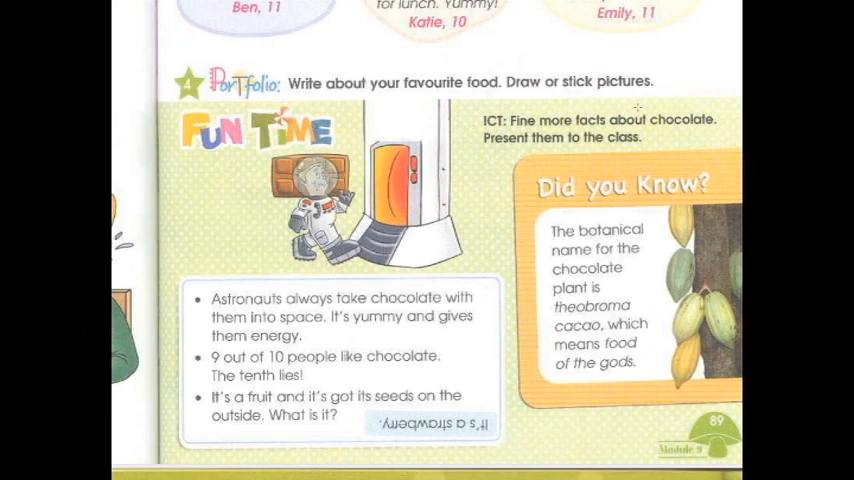 Ben, 11
for lunch. Yummy!
Katie, 10
Emily, 11
4 Portfolio: Write about your favourite food. Draw or stick pictures.
FUN TIME
ICT: Fine more facts about chocolate.
Present them to the class.
Did you Know?
The botanical
name for the
chocolate
plant is
theobroma
cacao, which
means food
of the gods.
• Astronauts always take chocolate with
them into space. It's yummy and gives
them energy.
• 9 out of 10 people like chocolate.
The tenth lies!
• It's a fruit and it's got its seeds on the
outside. What is it?
It's a strawberry.
89
Module 9